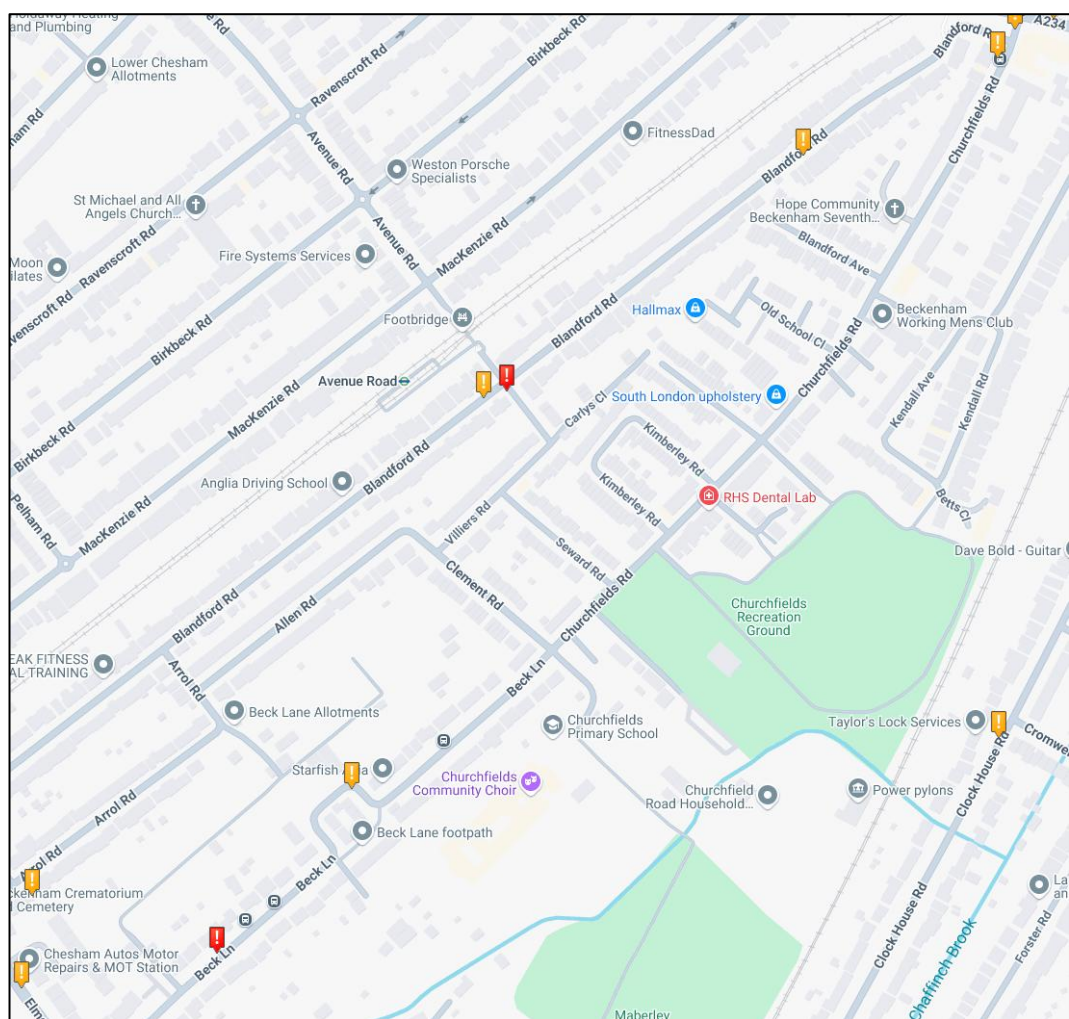 and Plumbing
Lower Chesham
Allotments
Ravenscroft Rd
Birkbeck Rd
Blandford R
A234
Avenue Rd
FitnessDad
Blandford Rd
Churchfields Rd
Weston Porsche
Specialists
St Michael and All
Angels Church...
Avenue Rd
MacKenzie Rd
Hope Community
Beckenham Seventh...
Ravenscroft Rd
Fire Systems Services
Blandford Ave
Moon
ilates
venscroft Rd
Birkbeck Rd
Footbridge
Hallmax
Old School Cl
Beckenham
Working Mens Club
Blandford Rd
Churchfields Rd
Avenue Road
MacKenzie Rd
Carlys Cl
South London upholstery
Kendall Ave
Kendall Rd
Birkbeck Rd
Blandford Rd
Kimberley Rd
Anglia Driving School
RHS Dental Lab
Pelham Rd
MacKenzie Rd
Villiers Rd
Kimberley Rd
Betts Cl
Seward Rd
Dave Bold - Guitar
Blandford Rd
Allen Rd
Clement Rd
Churchfields Rd
Churchfields
Recreation
Ground
EAK FITNESS
AL TRAINING
Arrol Rd
Beck Ln
Beck Lane Allotments
Churchfields
Primary School
Taylor's Lock Services
Cromwe
Clock House Rd
Starfish
Churchfields
Community Choir
Churchfield
Road Household...
Power pylons
Arrol Rd
Beck Lane footpath
Arrol Rd
Beck Ln
ckenham Crematorium
Cemetery
La
an
Clock House Rd
Forster Rd
Chaffinch Brook
Chesham Autos Motor
Repairs & MOT Station
Beck Ln
Elm
Maberley